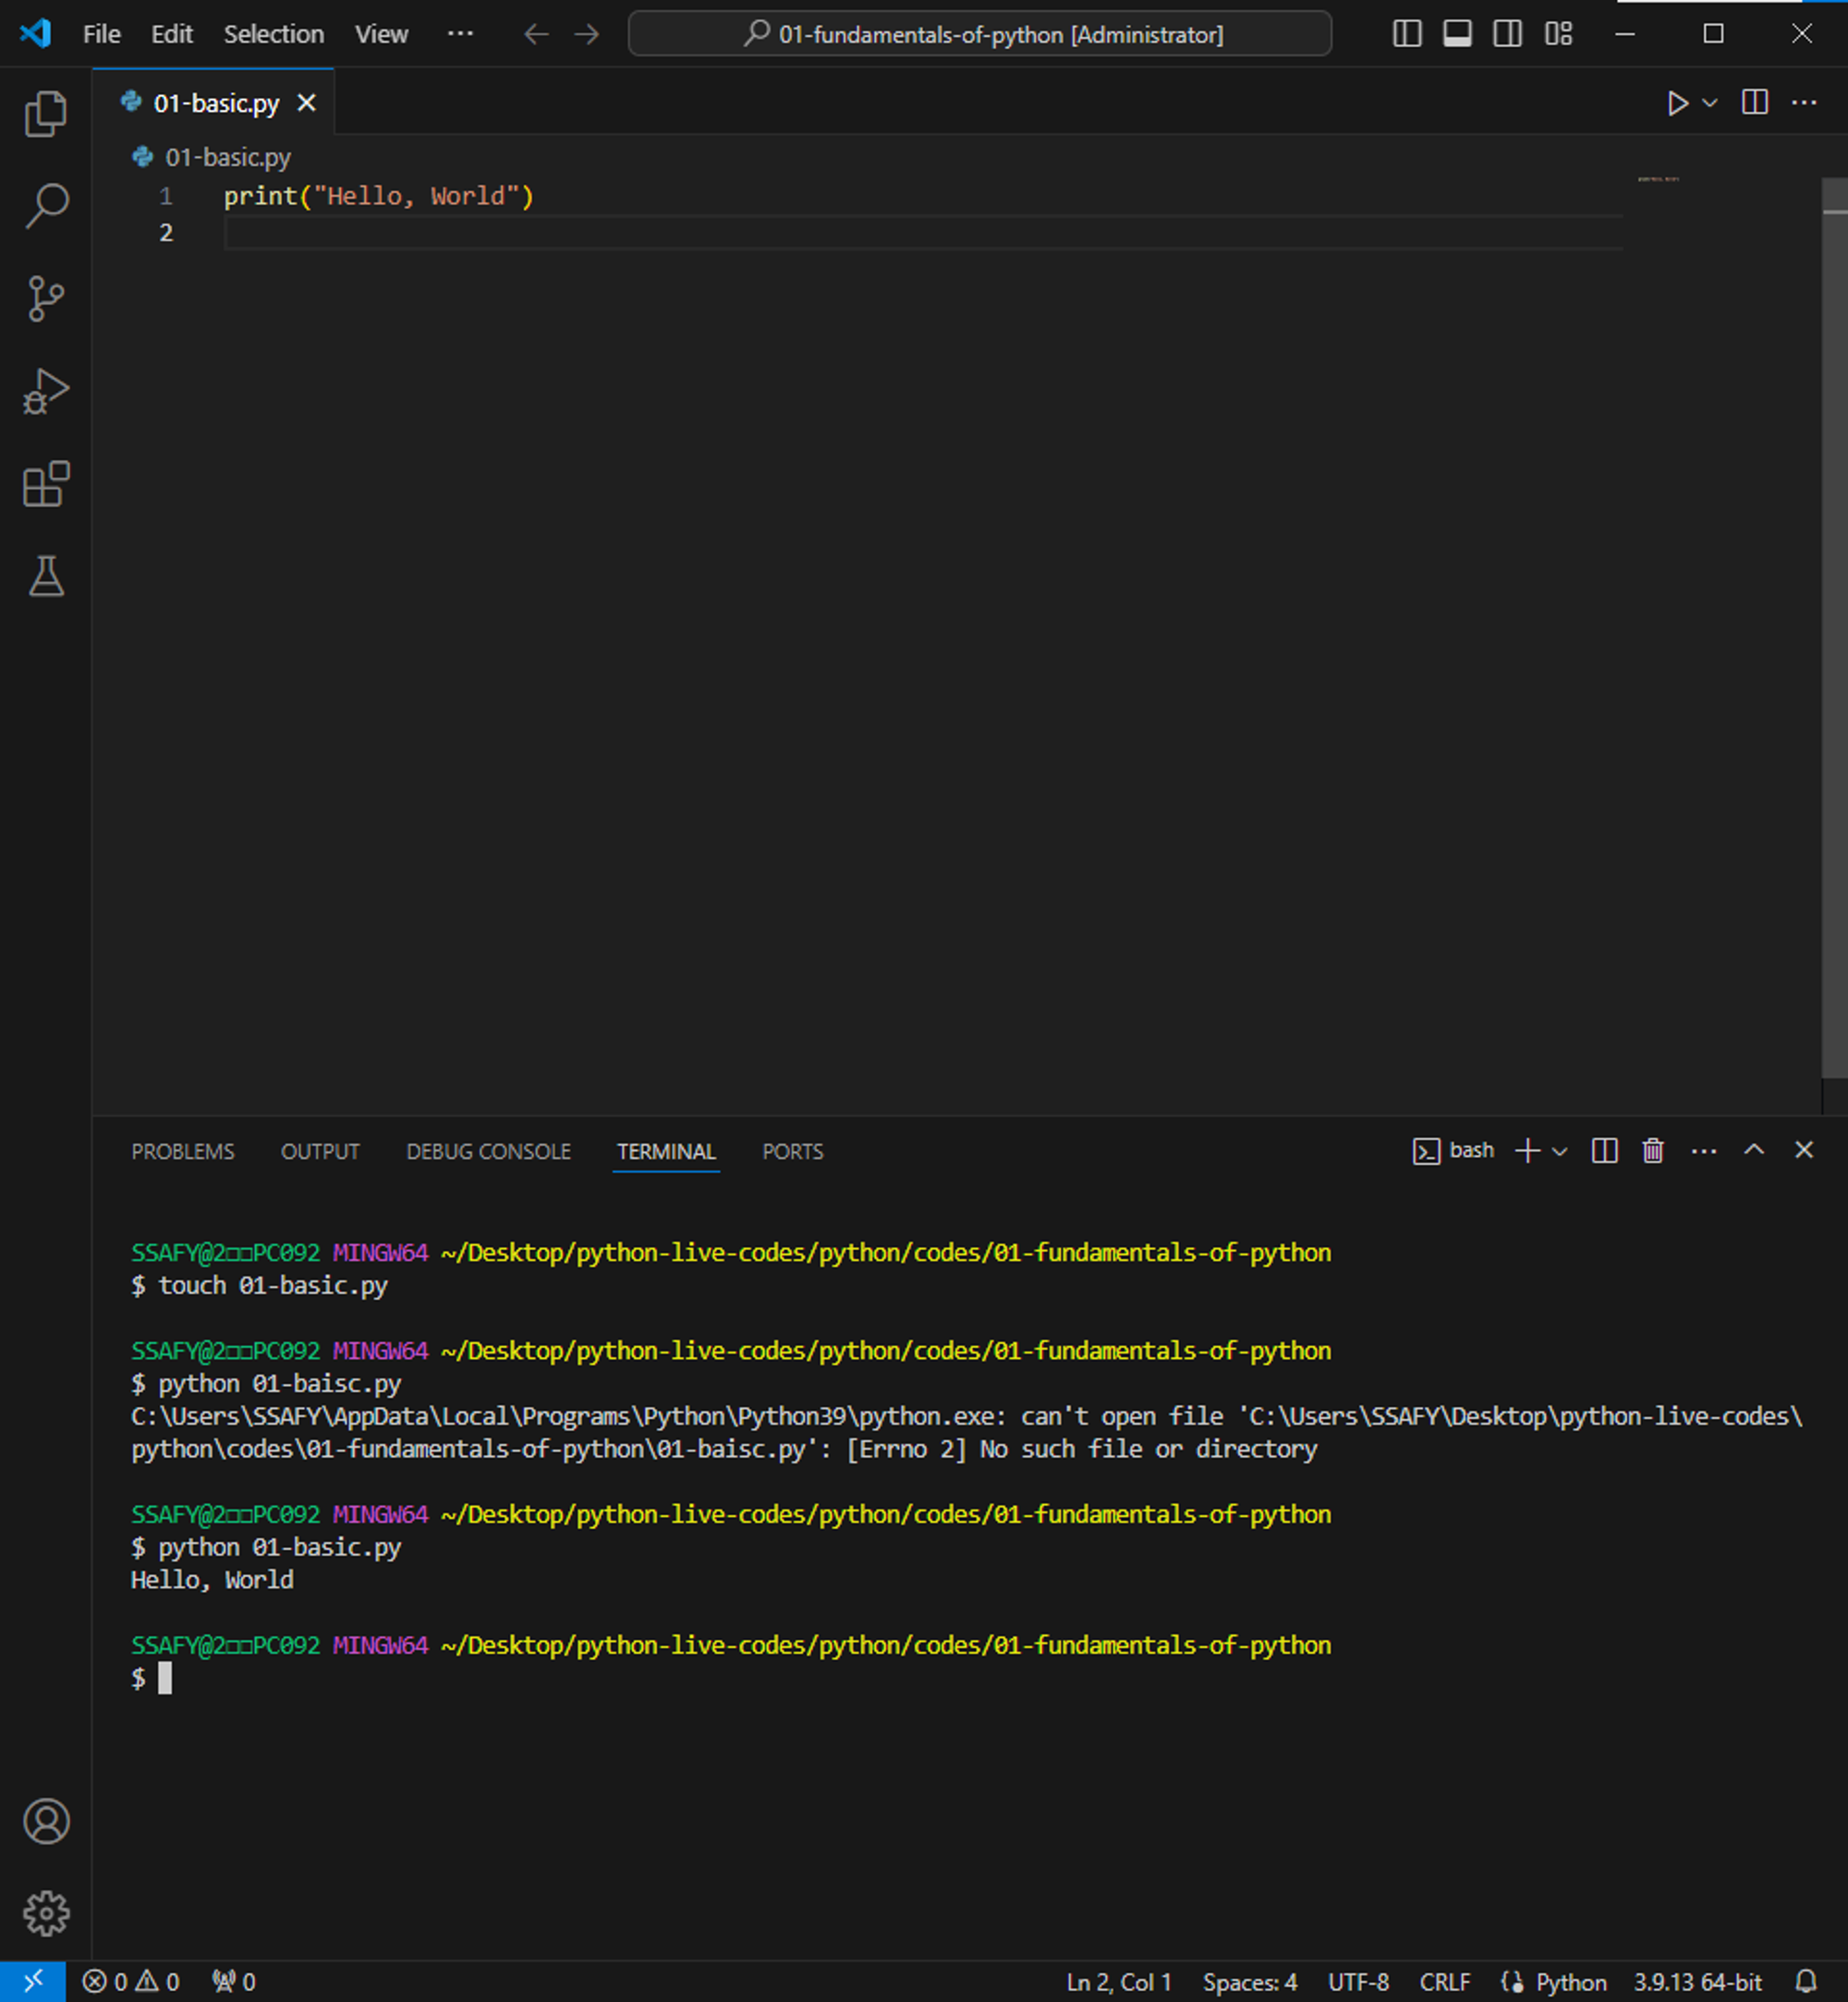 File Edit Selection View ··· 01-fundamentals-of-python [Administrator]
01-basic.py
01-basic.py
1 print("Hello, World")
2
PROBLEMS OUTPUT DEBUG CONSOLE TERMINAL PORTS bash
SSAFY@2□□PC092 MINGW64 ~/Desktop/python-live-codes/python/codes/01-fundamentals-of-python
$ touch 01-basic.py
SSAFY@2□□PC092 MINGW64 ~/Desktop/python-live-codes/python/codes/01-fundamentals-of-python
$ python 01-baisc.py
C:\Users\SSAFY\AppData\Local\Programs\Python\Python39\python.exe: can't open file 'C:\Users\SSAFY\Desktop\python-live-codes\
python\codes\01-fundamentals-of-python\01-baisc.py': [Errno 2] No such file or directory
SSAFY@2□□PC092 MINGW64 ~/Desktop/python-live-codes/python/codes/01-fundamentals-of-python
$ python 01-basic.py
Hello, World
SSAFY@2□□PC092 MINGW64 ~/Desktop/python-live-codes/python/codes/01-fundamentals-of-python
$
0 0 0 Ln 2, Col 1 Spaces: 4 UTF-8 CRLF Python 3.9.13 64-bit